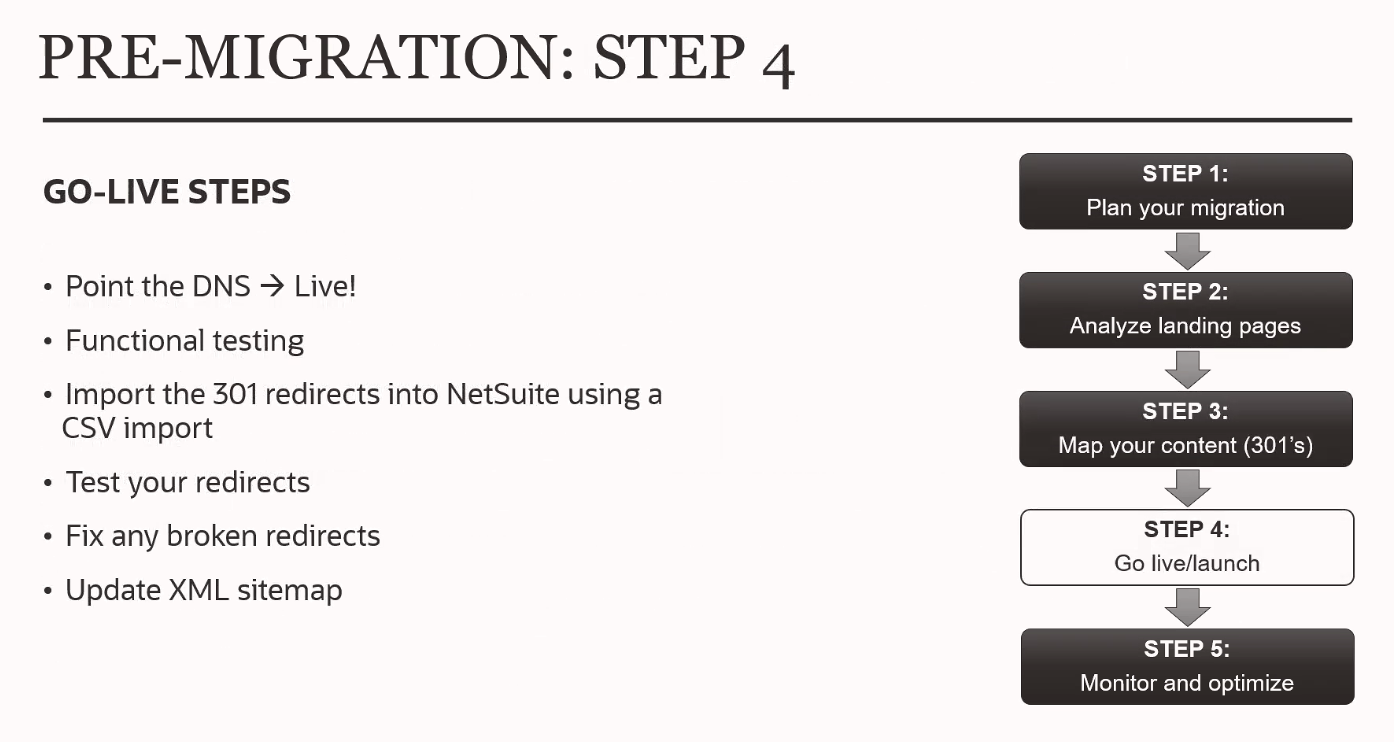 PRE-MIGRATION: STEP 4
GO-LIVE STEPS
• Point the DNS → Live!
• Functional testing
• Import the 301 redirects into NetSuite using a
CSV import
• Test your redirects
• Fix any broken redirects
• Update XML sitemap
STEP 1:
Plan your migration
STEP 2:
Analyze landing pages
STEP 3:
Map your content (301’s)
STEP 4:
Go live/launch
STEP 5:
Monitor and optimize